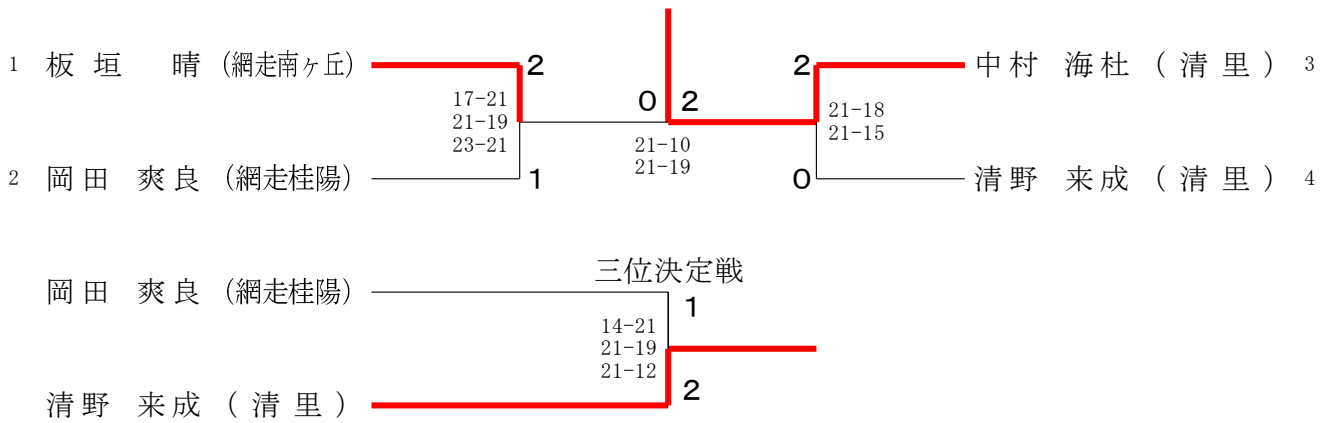 1 板垣 晴 (網走南ヶ丘) 2 2 中村 海杜 (清里) 3
17-21 0 2 21-18
21-19 21-15
23-21 21-10
21-19
2 岡田 爽良 (網走桂陽) 1 0 清野 来成 (清里) 4
三位決定戦
岡田 爽良 (網走桂陽) 1
14-21
21-19
21-12
清野 来成 (清里) 2